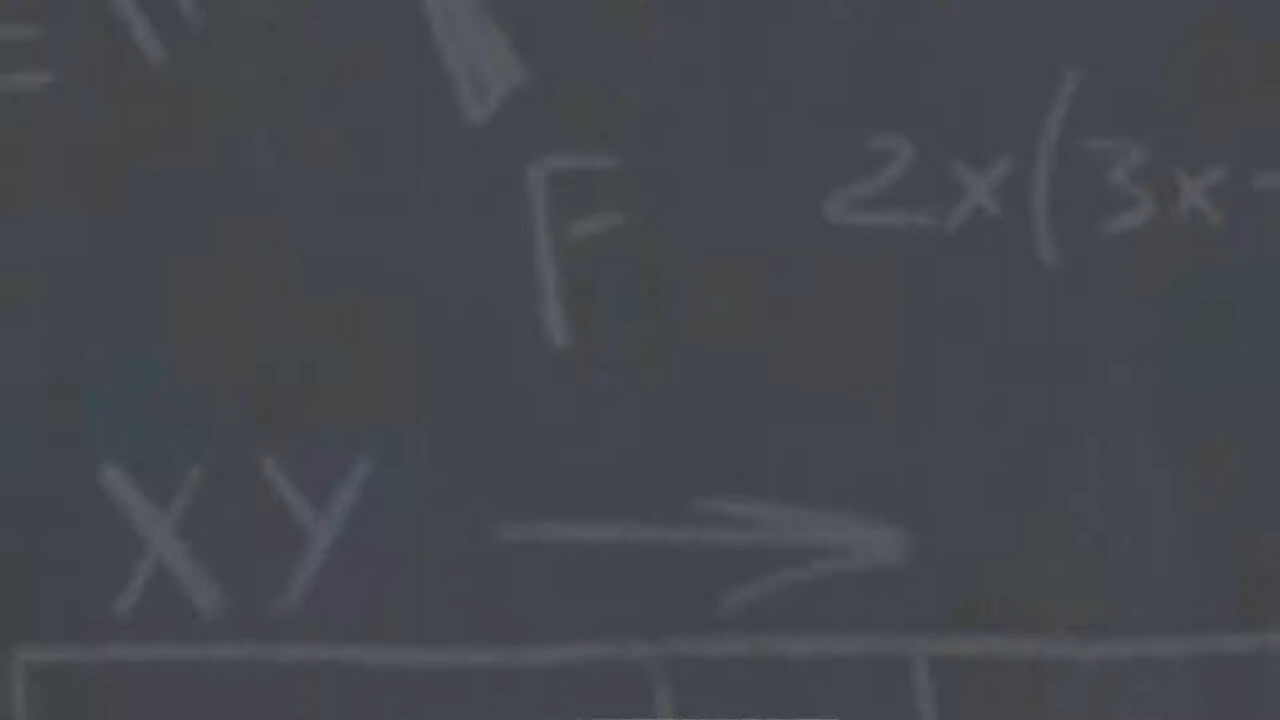 =
F 2x(3x-
XY →